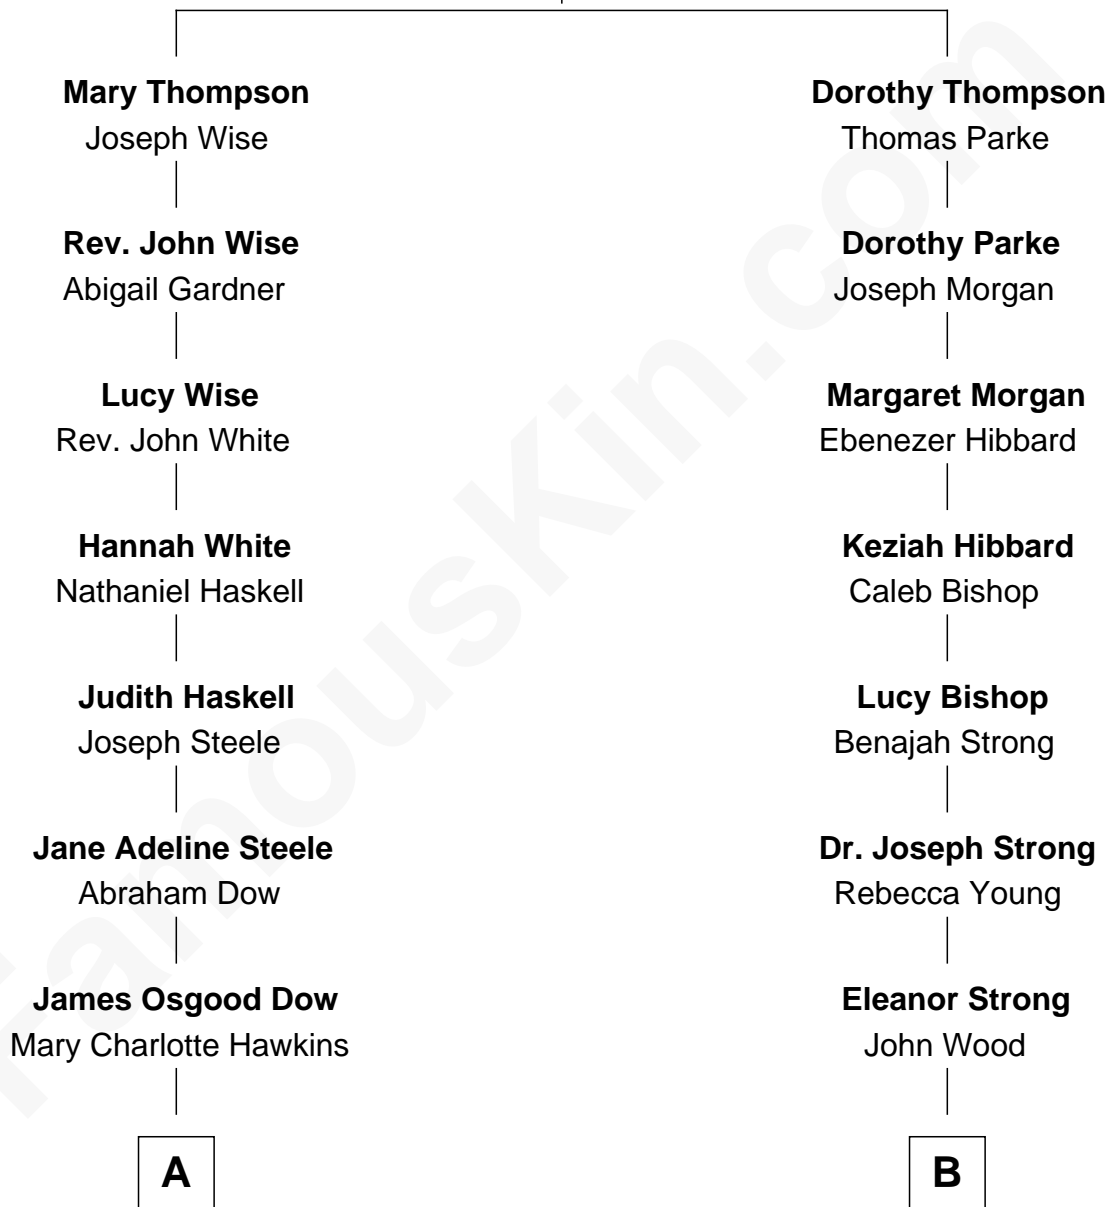 Mary Thompson
Joseph Wise
Rev. John Wise
Abigail Gardner
Lucy Wise
Rev. John White
Hannah White
Nathaniel Haskell
Judith Haskell
Joseph Steele
Jane Adeline Steele
Abraham Dow
James Osgood Dow
Mary Charlotte Hawkins
A
Dorothy Thompson
Thomas Parke
Dorothy Parke
Joseph Morgan
Margaret Morgan
Ebenezer Hibbard
Keziah Hibbard
Caleb Bishop
Lucy Bishop
Benajah Strong
Dr. Joseph Strong
Rebecca Young
Eleanor Strong
John Wood
B
FamousKin.com